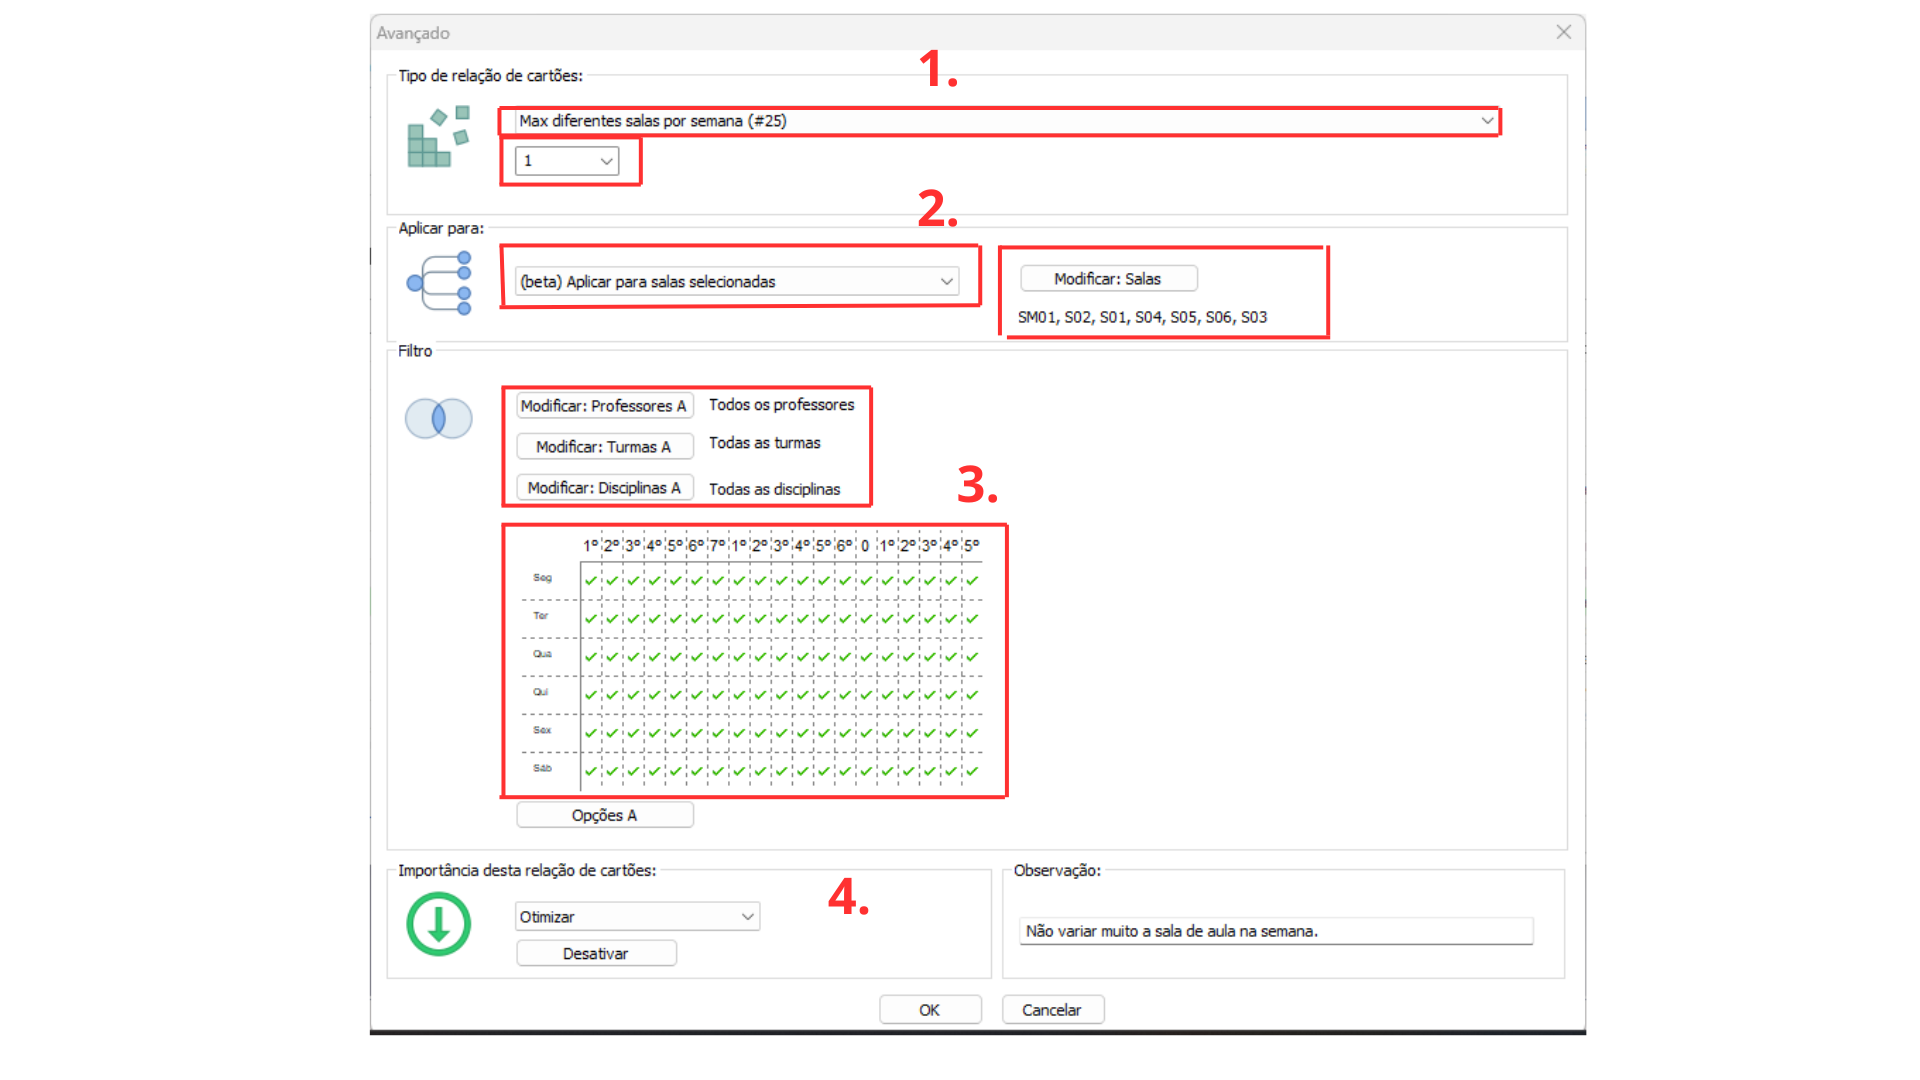 Avançado
1.
Tipo de relação de cartões:
Max diferentes salas por semana (#25)
1
2.
Aplicar para:
(beta) Aplicar para salas selecionadas
Modificar: Salas
SM01, S02, S01, S04, S05, S06, S03
Filtro
Modificar: Professores A Todos os professores
Modificar: Turmas A Todas as turmas
Modificar: Disciplinas A Todas as disciplinas
3.
1º 2º 3º 4º 5º 6º 7º 1º 2º 3º 4º 5º 6º 0 1º 2º 3º 4º 5º
Seg
Ter
Qua
Qui
Sex
Sáb
Opções A
Importância desta relação de cartões:
4.
Otimizar
Desativar
Observação:
Não variar muito a sala de aula na semana.
OK
Cancelar